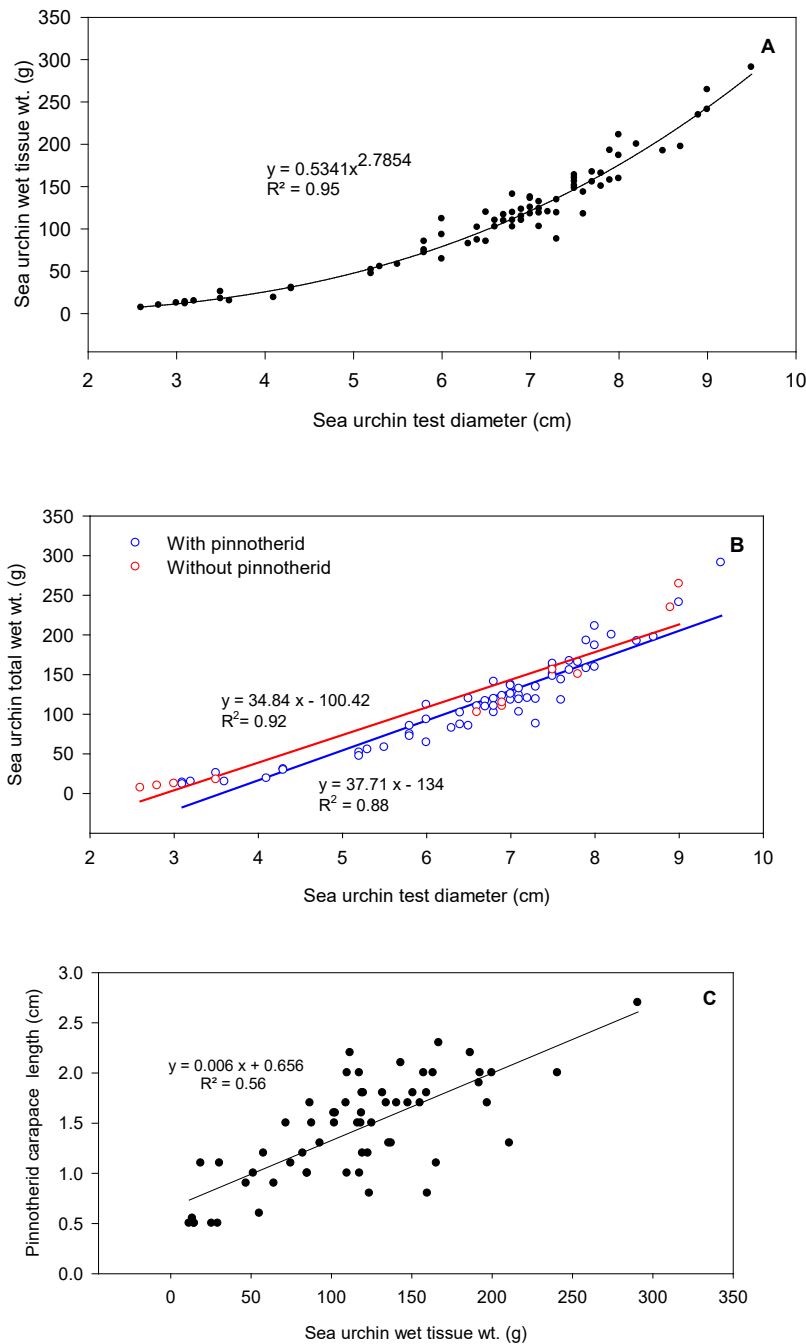 A
350
300
250
200
150
100
50
0
Sea urchin wet tissue wt. (g)
y = 0.5341x^2.7854
R² = 0.95
2 3 4 5 6 7 8 9 10
Sea urchin test diameter (cm)
B
350
300
250
200
150
100
50
0
Sea urchin total wet wt. (g)
With pinnotherid
Without pinnotherid
y = 34.84 x - 100.42
R²= 0.92
y = 37.71 x - 134
R² = 0.88
2 3 4 5 6 7 8 9 10
Sea urchin test diameter (cm)
C
3.0
2.5
2.0
1.5
1.0
0.5
0.0
Pinnotherid carapace length (cm)
y = 0.006 x + 0.656
R² = 0.56
0 50 100 150 200 250 300 350
Sea urchin wet tissue wt. (g)